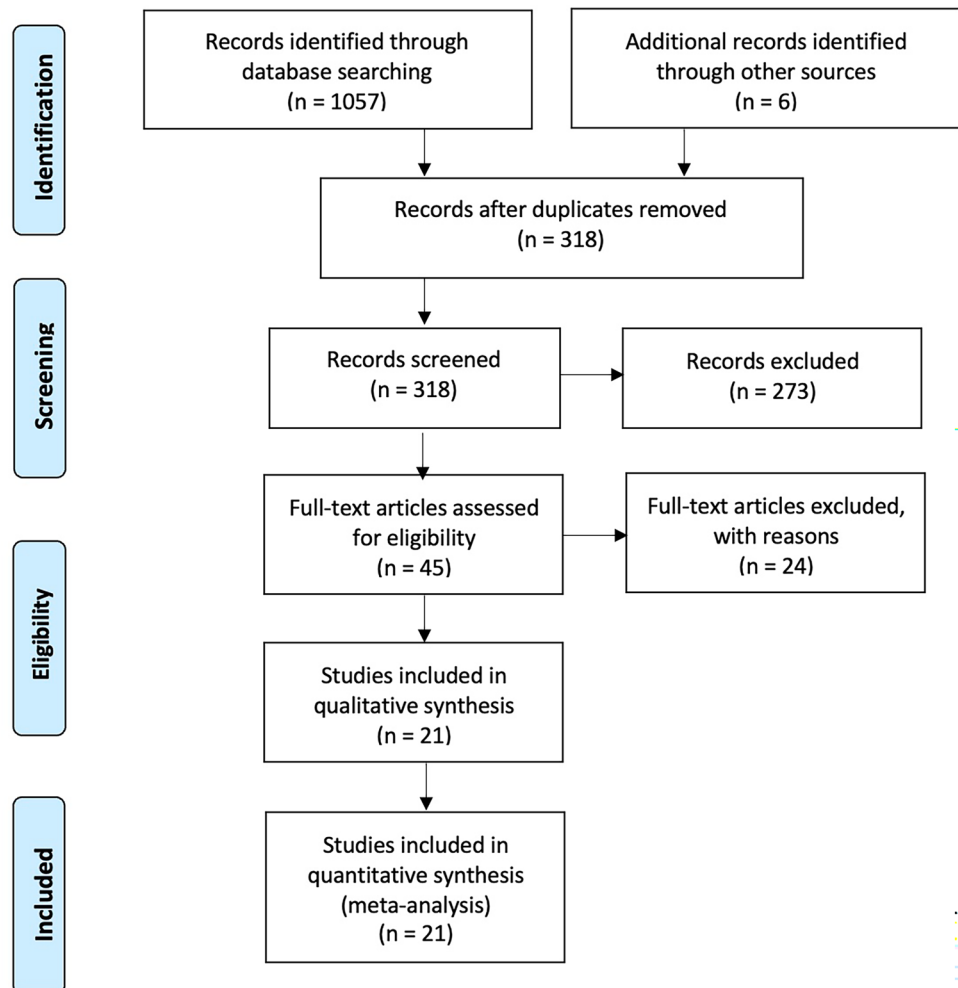 Identification
Records identified through
database searching
(n = 1057)
Additional records identified
through other sources
(n = 6)
Records after duplicates removed
(n = 318)
Screening
Records screened
(n = 318)
Records excluded
(n = 273)
Eligibility
Full-text articles assessed
for eligibility
(n = 45)
Full-text articles excluded,
with reasons
(n = 24)
Studies included in
qualitative synthesis
(n = 21)
Included
Studies included in
quantitative synthesis
(meta-analysis)
(n = 21)